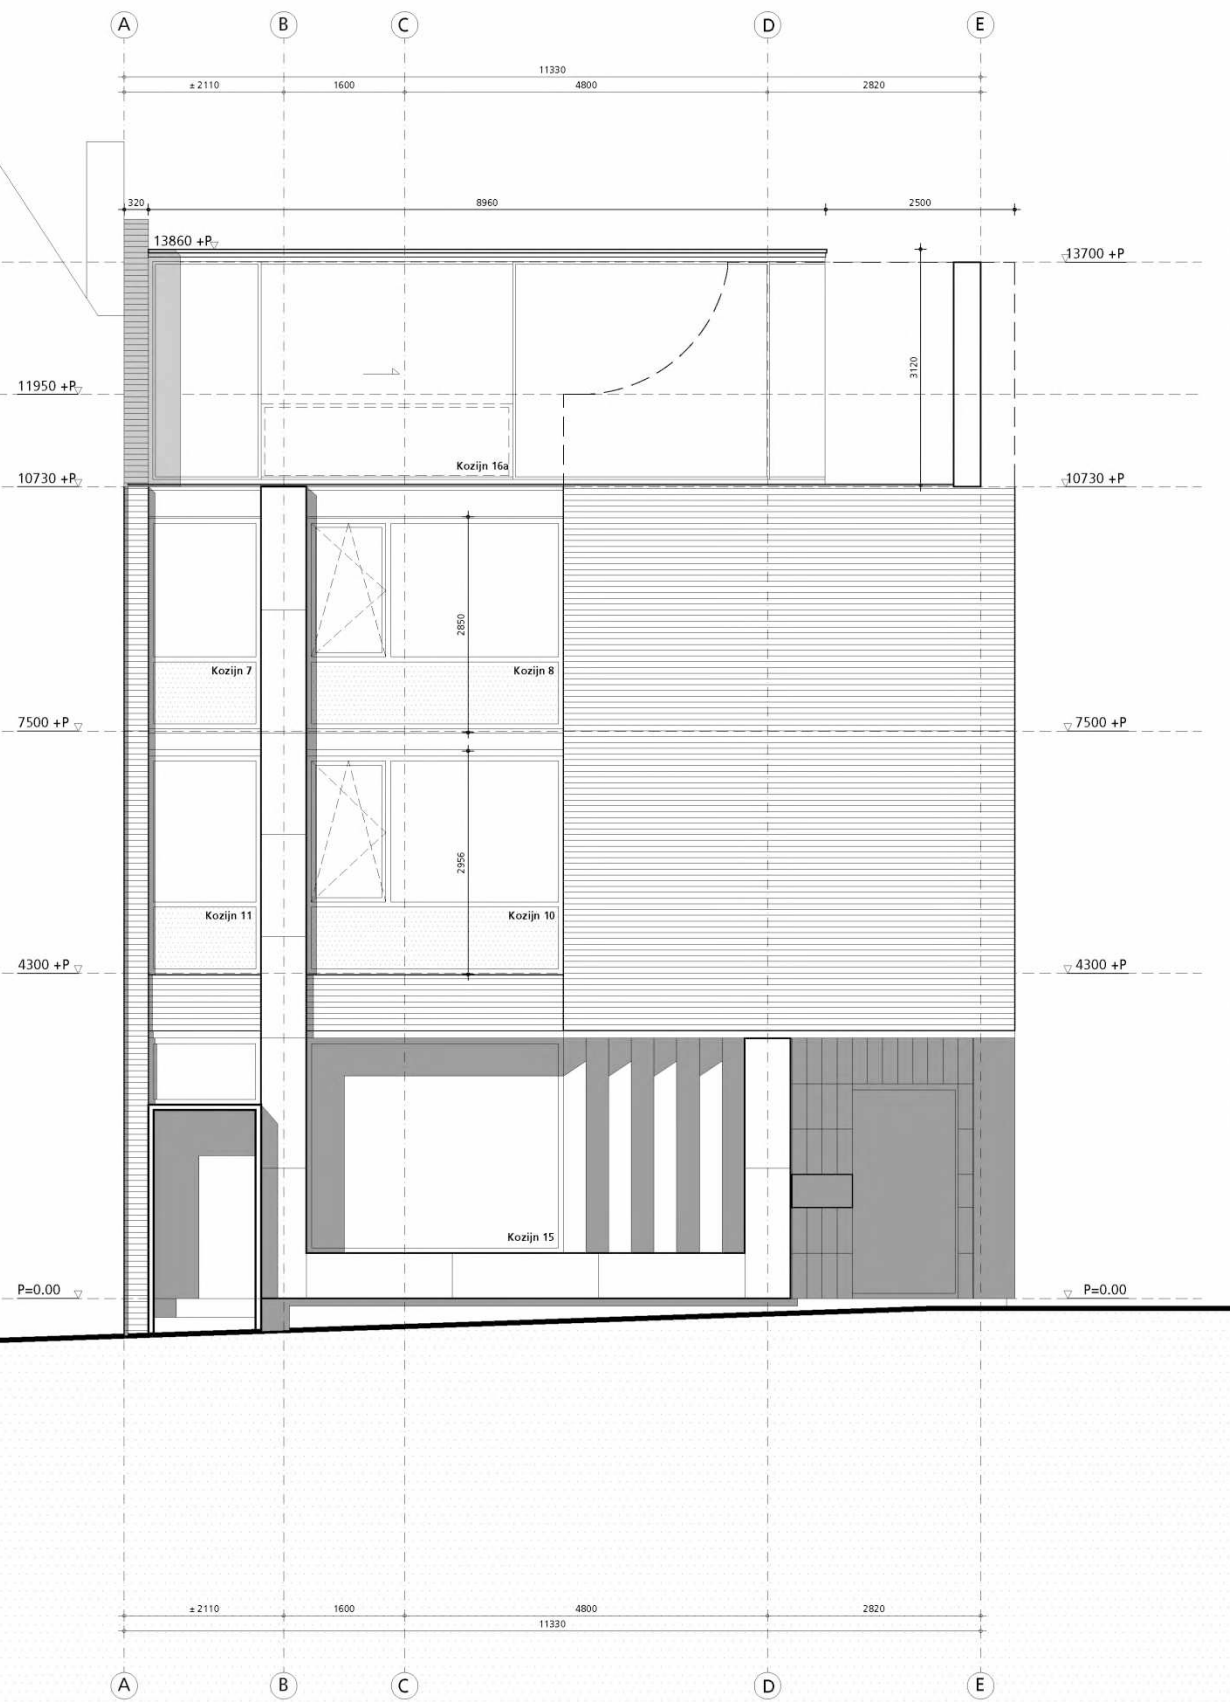 A B C D E
11330
± 2110 1600 4800 2820
320 8960 2500
13860 +P
13700 +P
3120
11950 +P
Kozijn 16a
10730 +P 10730 +P
2850
Kozijn 7 Kozijn 8
7500 +P 7500 +P
2956
Kozijn 11 Kozijn 10
4300 +P 4300 +P
Kozijn 15
P=0.00 P=0.00
± 2110 1600 4800 2820
11330
A B C D E